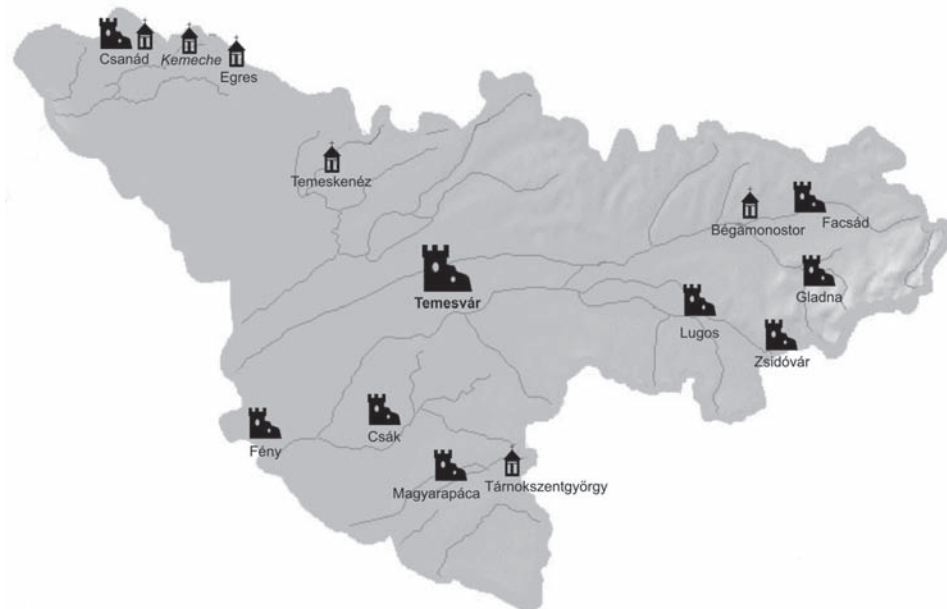 Csanád
Kemeche
Egres
Temeskenéz
Bégamonostor
Facsád
Gladna
Temesvár
Lugos
Zsidóvár
Fény
Csák
Magyarapáca
Tárnokszentgyörgy